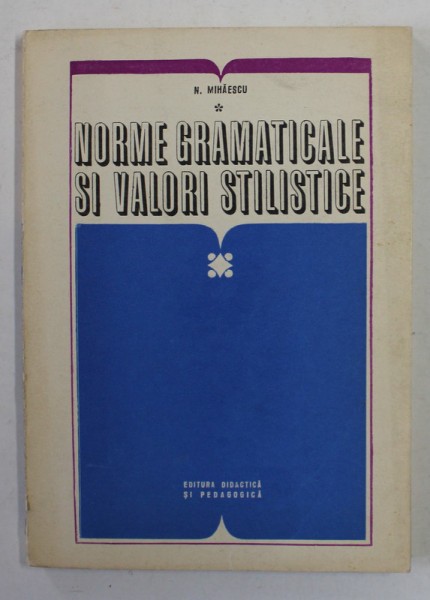 N. MIHĂESCU
*
NORME GRAMATICALE
SI VALORI STILISTICE
EDITURA DIDACTICĂ
ȘI PEDAGOGICĂ